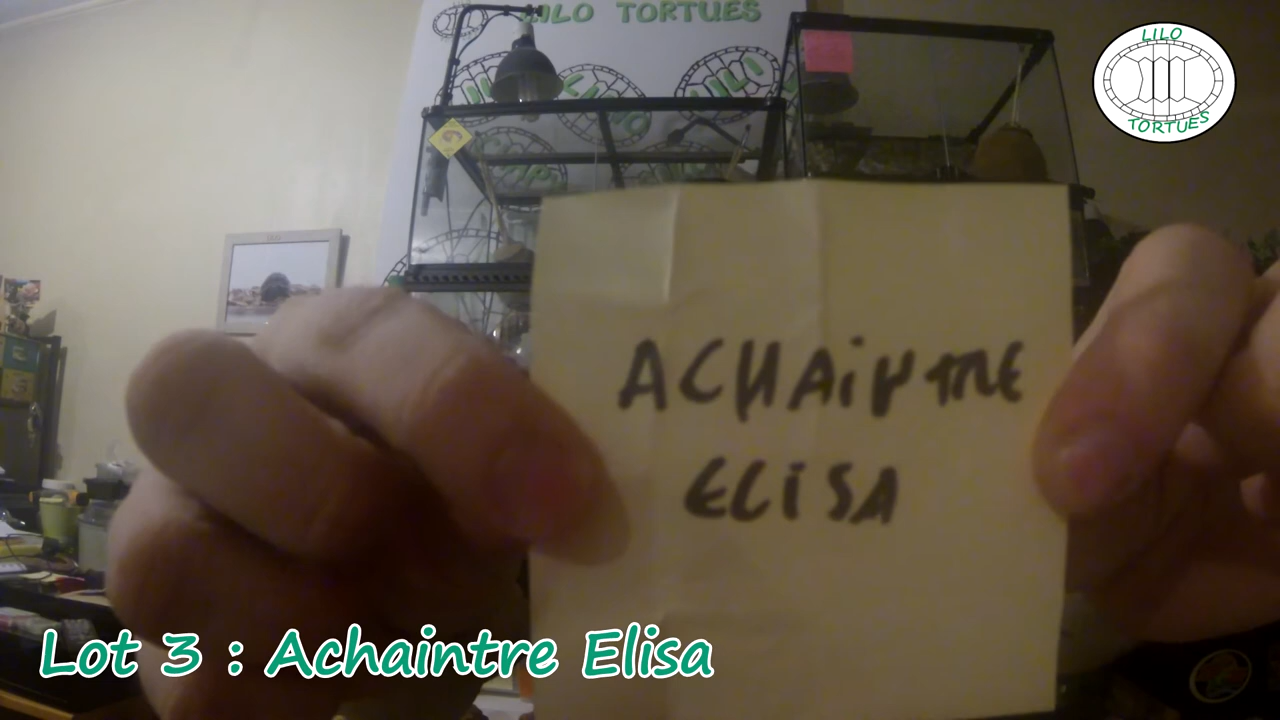 LILO TORTUES
LILO
TORTUES
ACHAiNTRE
ELiSA
Lot 3 : Achaintre Elisa